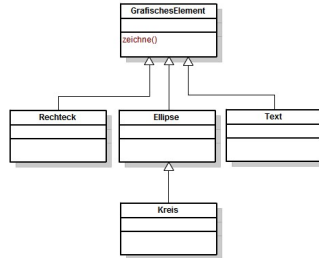 GrafischesElement
zeichne()
Rechteck
Ellipse
Text
Kreis